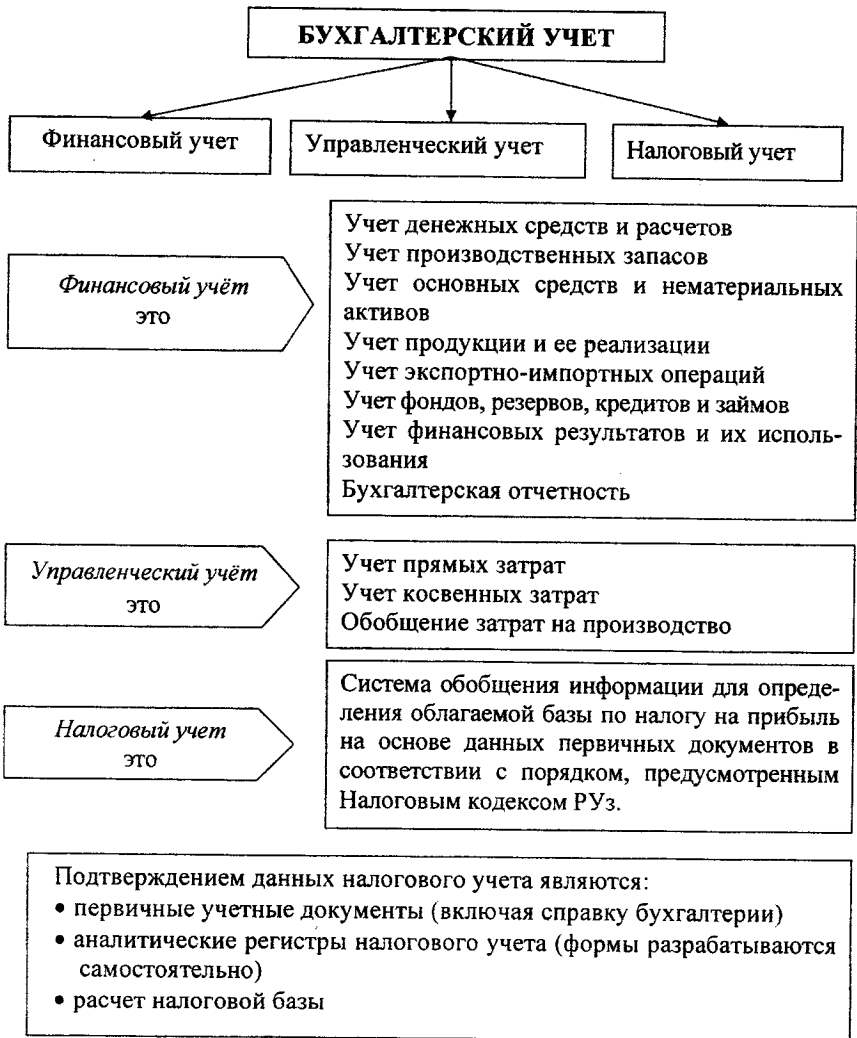 БУХГАЛТЕРСКИЙ УЧЕТ
Финансовый учет
Управленческий учет
Налоговый учет
Финансовый учёт
это
Учет денежных средств и расчетов
Учет производственных запасов
Учет основных средств и нематериальных
активов
Учет продукции и ее реализации
Учет экспортно-импортных операций
Учет фондов, резервов, кредитов и займов
Учет финансовых результатов и их исполь-
зования
Бухгалтерская отчетность
Управленческий учёт
это
Учет прямых затрат
Учет косвенных затрат
Обобщение затрат на производство
Налоговый учет
это
Система обобщения информации для опреде-
ления облагаемой базы по налогу на прибыль
на основе данных первичных документов в
соответствии с порядком, предусмотренным
Налоговым кодексом РУз.
Подтверждением данных налогового учета являются:
• первичные учетные документы (включая справку бухгалтерии)
• аналитические регистры налогового учета (формы разрабатываются
самостоятельно)
• расчет налоговой базы